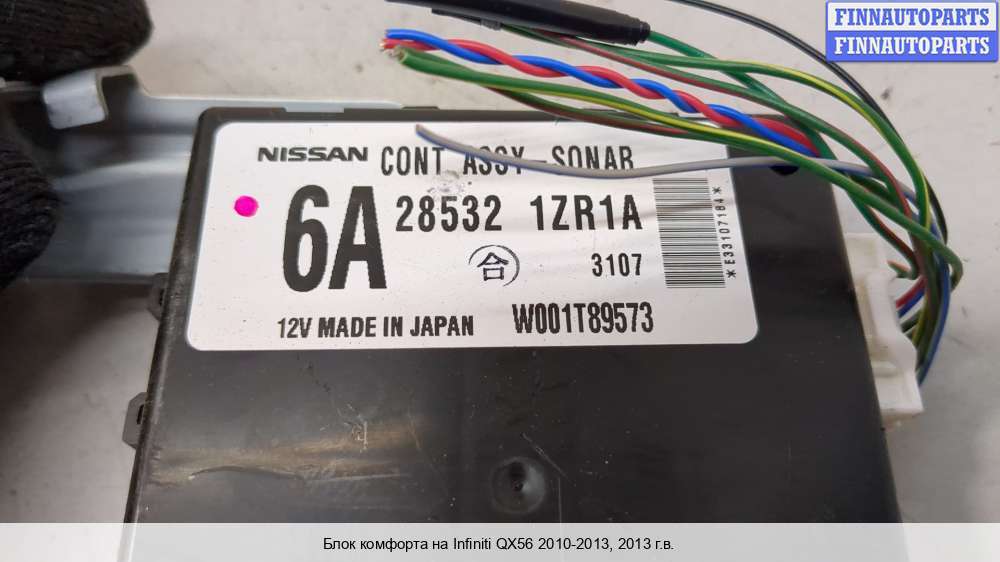 FINNAUTOPARTS
FINNAUTOPARTS
NISSAN CONT ASSY-SONAR
6A 28532 1ZR1A
合 3107
12V MADE IN JAPAN W001T89573
*E33107184*
Блок комфорта на Infiniti QX56 2010-2013, 2013 г.в.